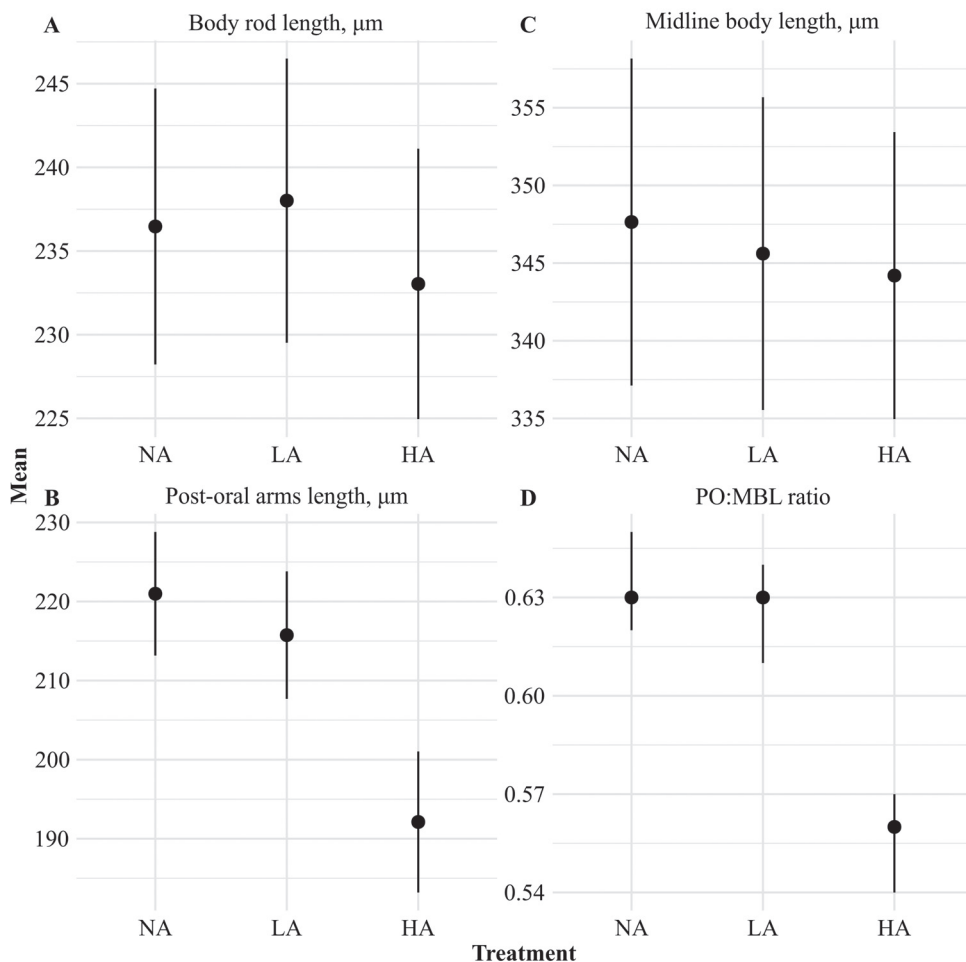 A Body rod length, μm
245
240
235
230
225
NA LA HA
C Midline body length, μm
355
350
345
340
335
NA LA HA
Mean
B Post-oral arms length, μm
230
220
210
200
190
NA LA HA
D PO:MBL ratio
0.63
0.60
0.57
0.54
NA LA HA
Treatment